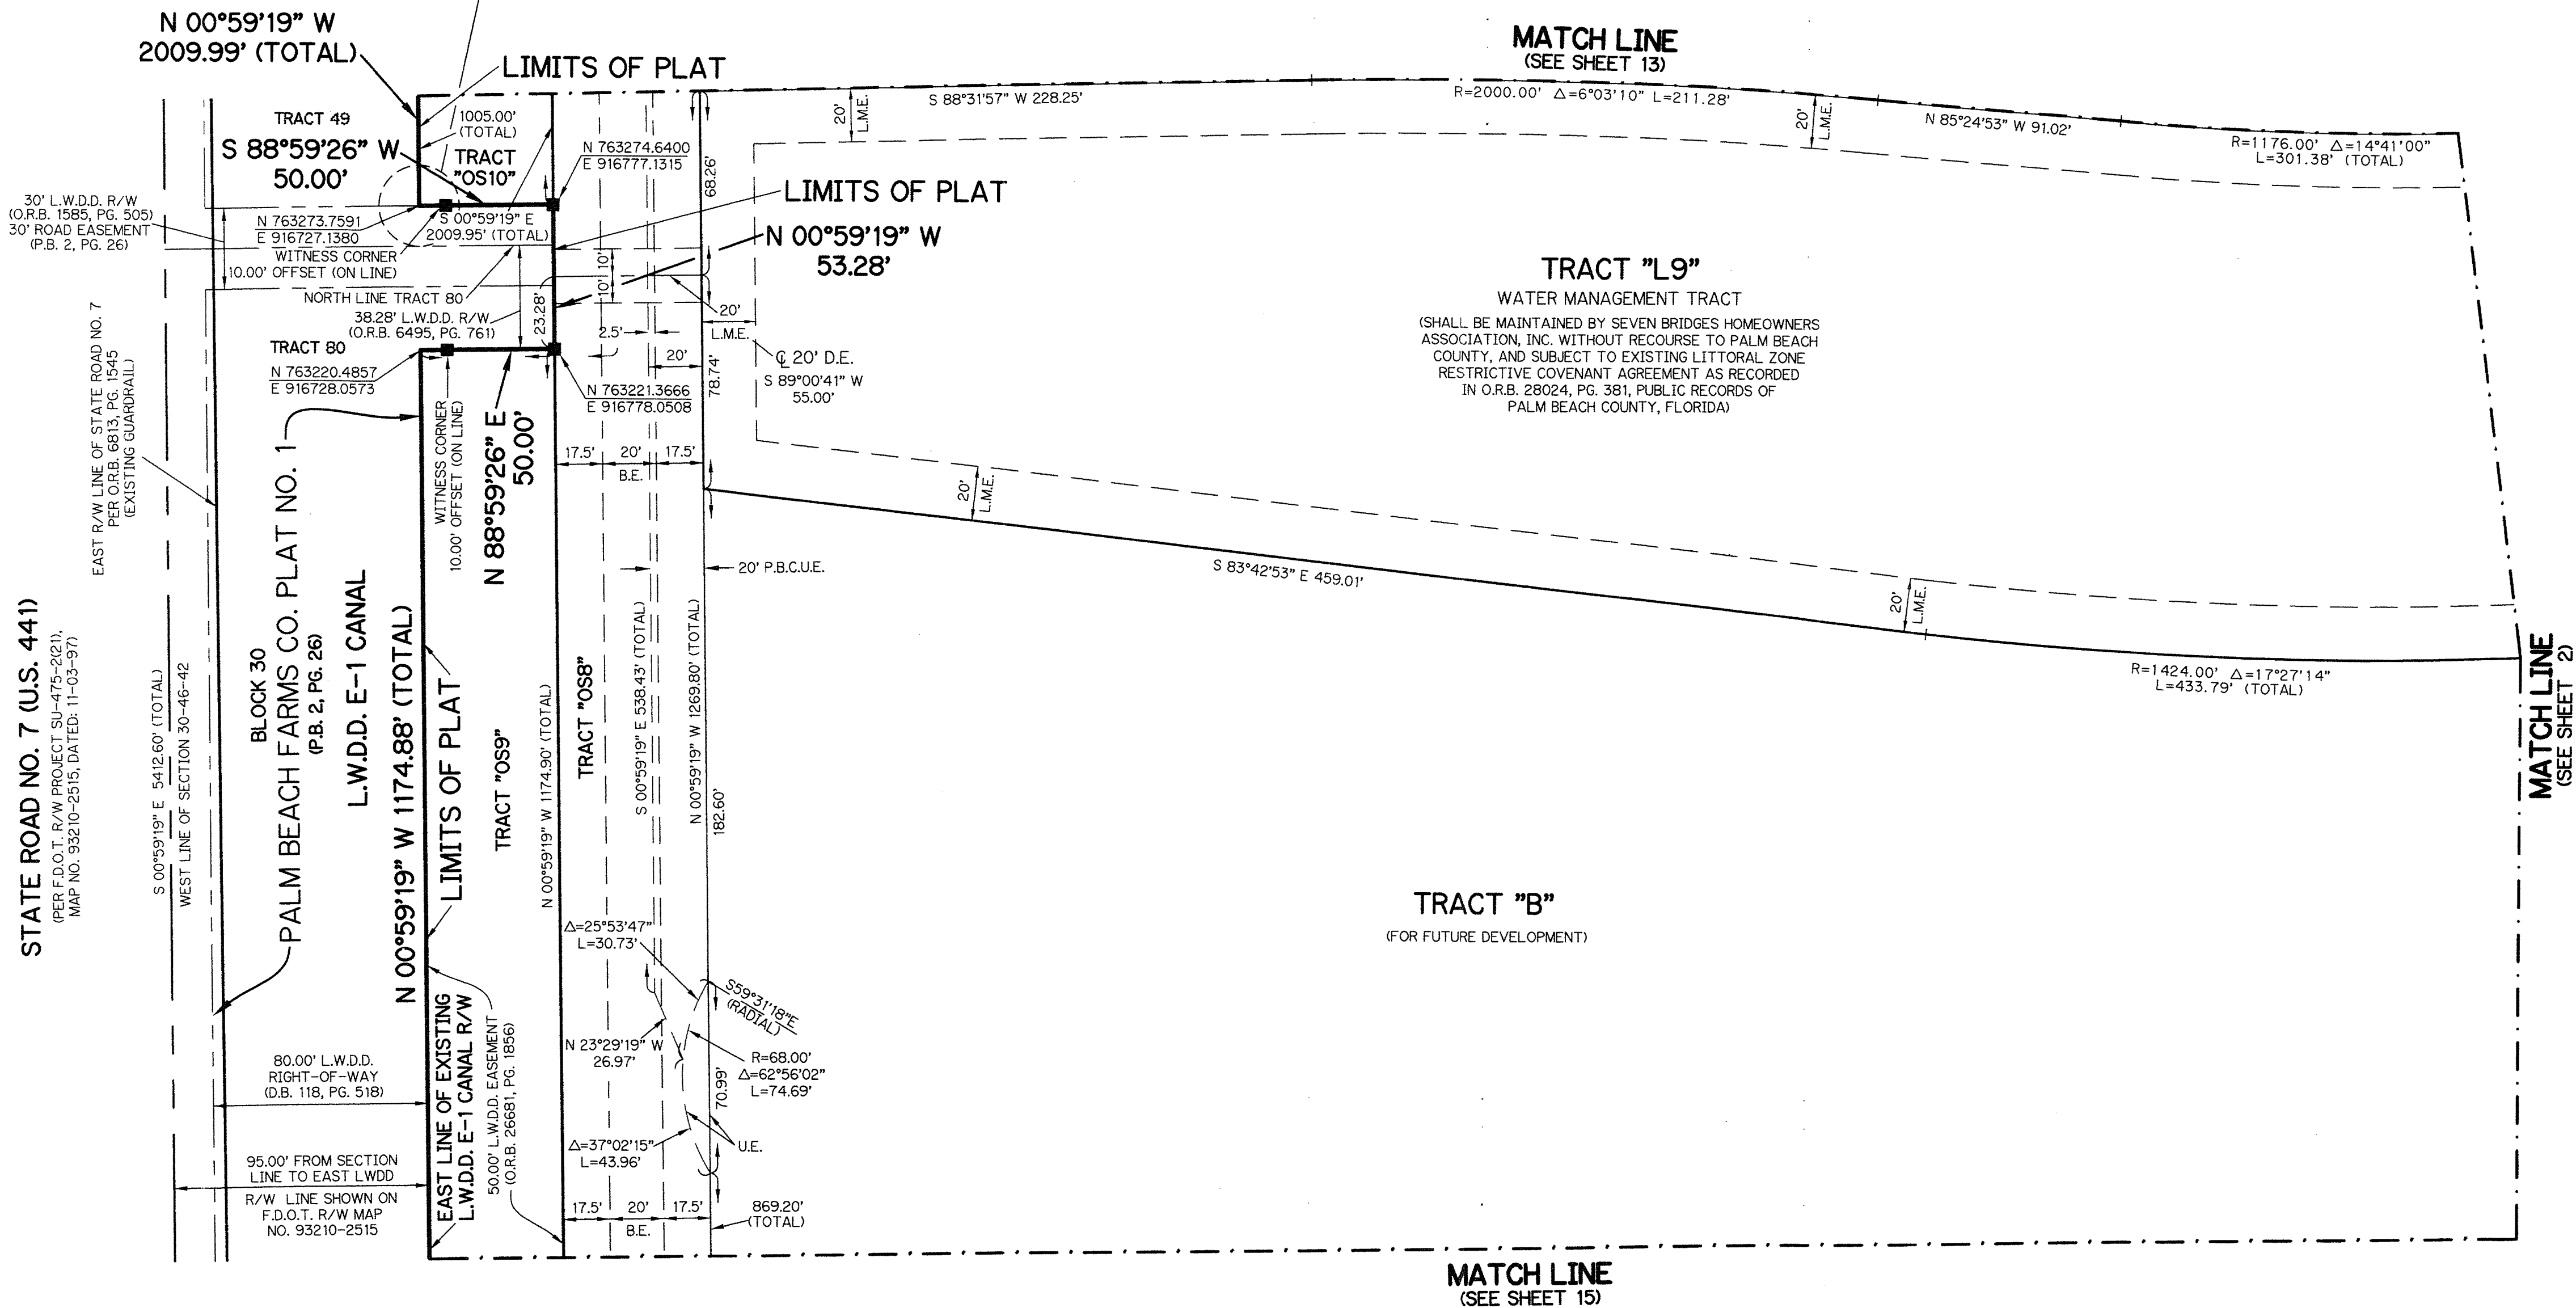 N 00°59'19" W
2009.99' (TOTAL)
LIMITS OF PLAT
MATCH LINE
(SEE SHEET 13)
S 88°31'57" W 228.25'
R=2000.00' Δ=6°03'10" L=211.28'
N 85°24'53" W 91.02'
R=1176.00' Δ=14°41'00"
L=301.38' (TOTAL)
20'
L.M.E.
20'
L.M.E.
TRACT 49
S 88°59'26" W
50.00'
1005.00'
(TOTAL)
TRACT
"OS10"
N 763274.6400
E 916777.1315
68.26'
LIMITS OF PLAT
N 00°59'19" W
53.28'
30' L.W.D.D. R/W
(O.R.B. 1585, PG. 505)
30' ROAD EASEMENT
(P.B. 2, PG. 26)
N 763273.7591
E 916727.1380
WITNESS CORNER
10.00' OFFSET (ON LINE)
S 00°59'19" E
2009.95' (TOTAL)
NORTH LINE TRACT 80
38.28' L.W.D.D. R/W
(O.R.B. 6495, PG. 761)
23.28'
10'
10'
2.5'
20'
20'
L.M.E.
78.74'
℄ 20' D.E.
S 89°00'41" W
55.00'
TRACT 80
N 763220.4857
E 916728.0573
N 763221.3666
E 916778.0508
TRACT "L9"
WATER MANAGEMENT TRACT
(SHALL BE MAINTAINED BY SEVEN BRIDGES HOMEOWNERS
ASSOCIATION, INC. WITHOUT RECOURSE TO PALM BEACH
COUNTY, AND SUBJECT TO EXISTING LITTORAL ZONE
RESTRICTIVE COVENANT AGREEMENT AS RECORDED
IN O.R.B. 28024, PG. 381, PUBLIC RECORDS OF
PALM BEACH COUNTY, FLORIDA)
EAST R/W LINE OF STATE ROAD NO. 7
PER O.R.B. 6813, PG. 1545
(EXISTING GUARDRAIL)
WITNESS CORNER
10.00' OFFSET (ON LINE)
N 88°59'26" E
50.00'
17.5'
20'
B.E.
17.5'
20'
L.M.E.
20' P.B.C.U.E.
S 83°42'53" E 459.01'
20'
L.M.E.
R=1424.00' Δ=17°27'14"
L=433.79' (TOTAL)
MATCH LINE
(SEE SHEET 2)
STATE ROAD NO. 7 (U.S. 441)
(PER F.D.O.T. R/W PROJECT SU-475-2(21),
MAP NO. 93210-2515, DATED: 11-03-97)
S 00°59'19" E 5412.60' (TOTAL)
WEST LINE OF SECTION 30-46-42
BLOCK 30
PALM BEACH FARMS CO. PLAT NO. 1
(P.B. 2, PG. 26)
L.W.D.D. E-1 CANAL
N 00°59'19" W 1174.88' (TOTAL)
LIMITS OF PLAT
TRACT "OS9"
N 00°59'19" W 1174.90' (TOTAL)
TRACT "OS8"
S 00°59'19" E 538.43' (TOTAL)
N 00°59'19" W 1269.80' (TOTAL)
182.60'
TRACT "B"
(FOR FUTURE DEVELOPMENT)
Δ=25°53'47"
L=30.73'
S59°31'18"E
(RADIAL)
N 23°29'19" W
26.97'
R=68.00'
Δ=62°56'02"
L=74.69'
70.99'
U.E.
Δ=37°02'15"
L=43.96'
80.00' L.W.D.D.
RIGHT-OF-WAY
(D.B. 118, PG. 518)
EAST LINE OF EXISTING
L.W.D.D. E-1 CANAL R/W
50.00' L.W.D.D. EASEMENT
(O.R.B. 26681, PG. 1856)
95.00' FROM SECTION
LINE TO EAST LWDD
R/W LINE SHOWN ON
F.D.O.T. R/W MAP
NO. 93210-2515
17.5'
20'
B.E.
17.5'
869.20'
(TOTAL)
MATCH LINE
(SEE SHEET 15)